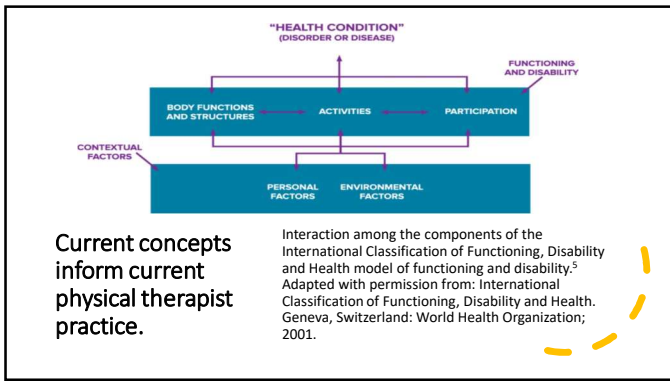 "HEALTH CONDITION"
(DISORDER OR DISEASE)
FUNCTIONING
AND DISABILITY
BODY FUNCTIONS
AND STRUCTURES
ACTIVITIES
PARTICIPATION
CONTEXTUAL
FACTORS
PERSONAL
FACTORS
ENVIRONMENTAL
FACTORS
Current concepts
inform current
physical therapist
practice.
Interaction among the components of the
International Classification of Functioning, Disability
and Health model of functioning and disability.⁵
Adapted with permission from: International
Classification of Functioning, Disability and Health.
Geneva, Switzerland: World Health Organization;
2001.